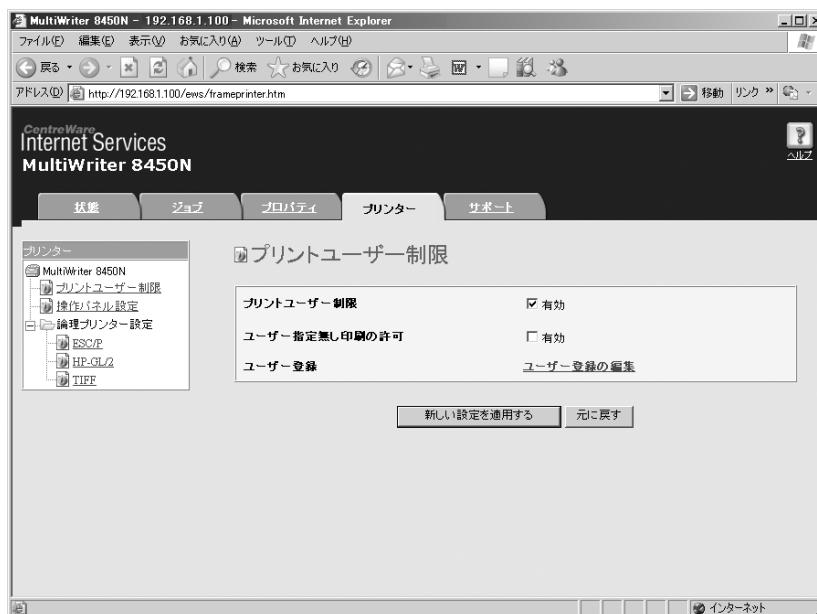 MultiWriter 8450N - 192.168.1.100 - Microsoft Internet Explorer
ファイル(F) 編集(E) 表示(V) お気に入り(A) ツール(T) ヘルプ(H)
戻る 検索 お気に入り
アドレス(D) http://192.168.1.100/ews/frameprinter.htm 移動 リンク »
CentreWare
Internet Services
MultiWriter 8450N
ヘルプ
状態 ジョブ プロパティ プリンター サポート
プリンター
MultiWriter 8450N
プリントユーザー制限
操作パネル設定
論理プリンター設定
ESC/P
HP-GL/2
TIFF
プリントユーザー制限
プリントユーザー制限 有効
ユーザー指定無し印刷の許可 有効
ユーザー登録 ユーザー登録の編集
新しい設定を適用する 元に戻す
インターネット